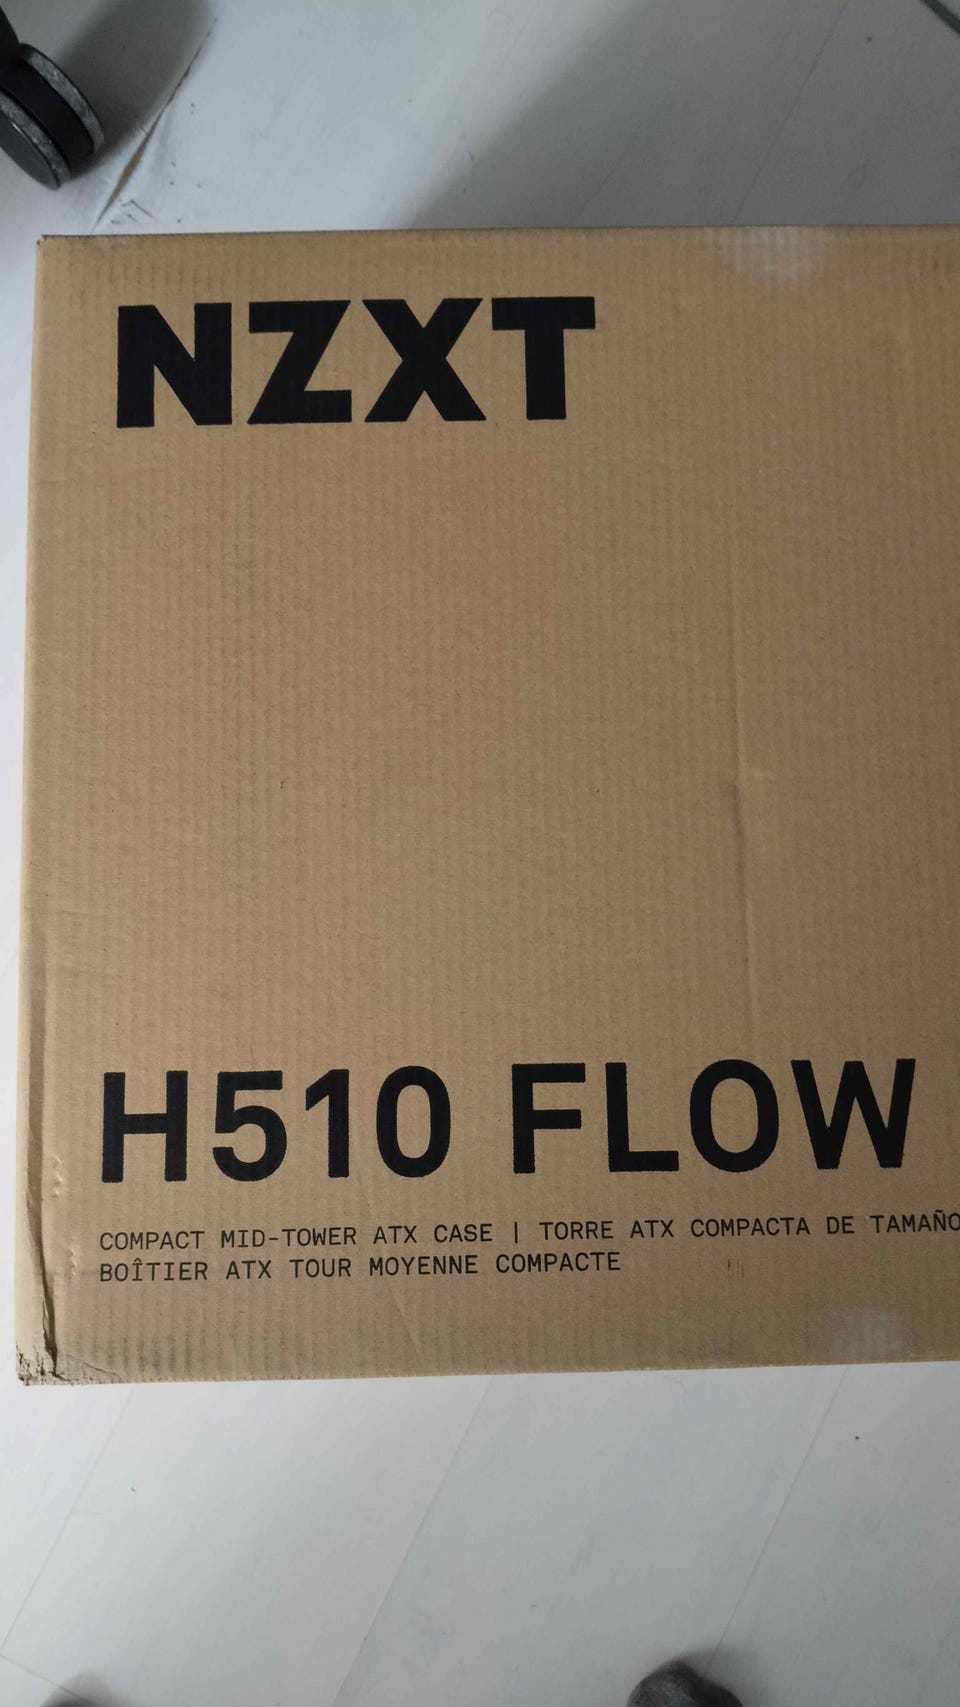 NZXT
H510 FLOW
COMPACT MID-TOWER ATX CASE | TORRE ATX COMPACTA DE TAMAÑO
BOÎTIER ATX TOUR MOYENNE COMPACTE